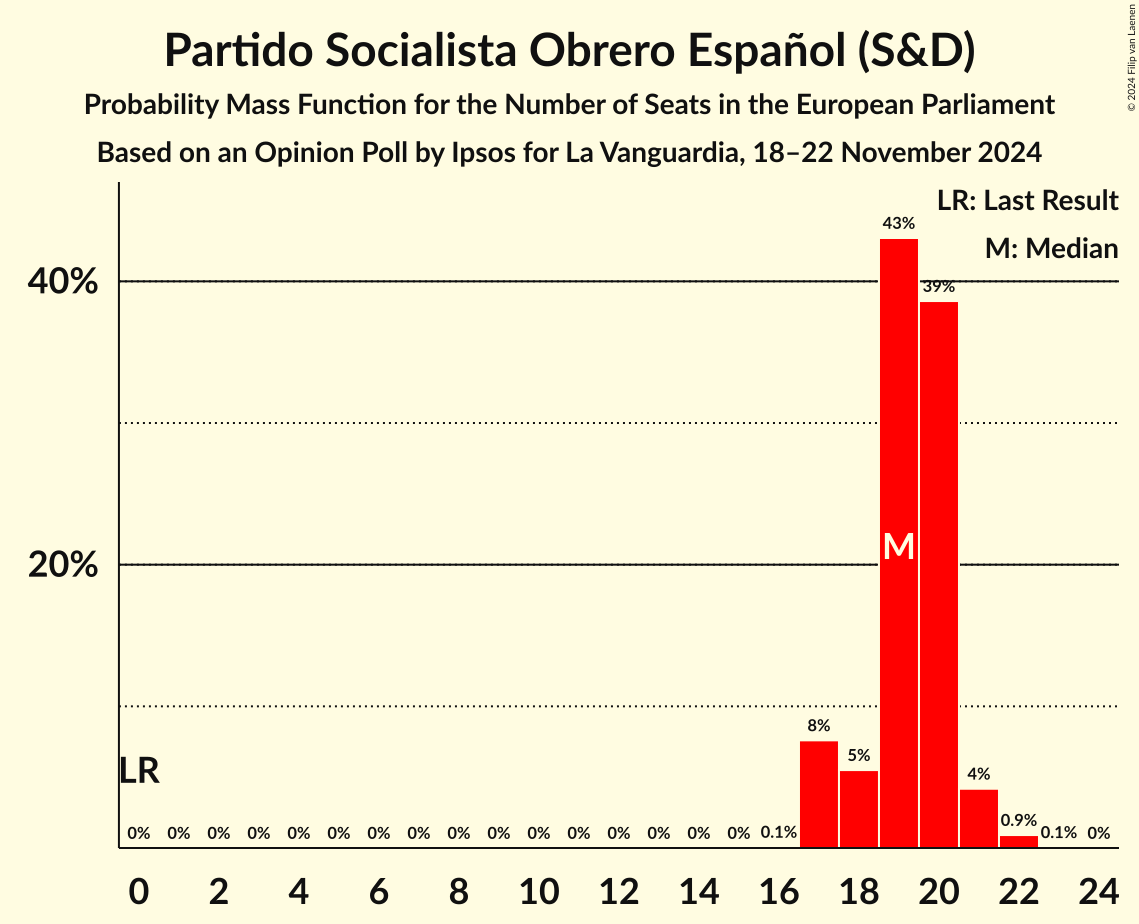 Partido Socialista Obrero Español (S&D)
Probability Mass Function for the Number of Seats in the European Parliament
Based on an Opinion Poll by Ipsos for La Vanguardia, 18–22 November 2024
© 2024 Filip van Laenen
LR: Last Result
M: Median
40%
20%
43%
39%
M
8%
5%
4%
LR
0% 0% 0% 0% 0% 0% 0% 0% 0% 0% 0% 0% 0% 0% 0% 0% 0.1% 0.9% 0.1% 0%
0 2 4 6 8 10 12 14 16 18 20 22 24